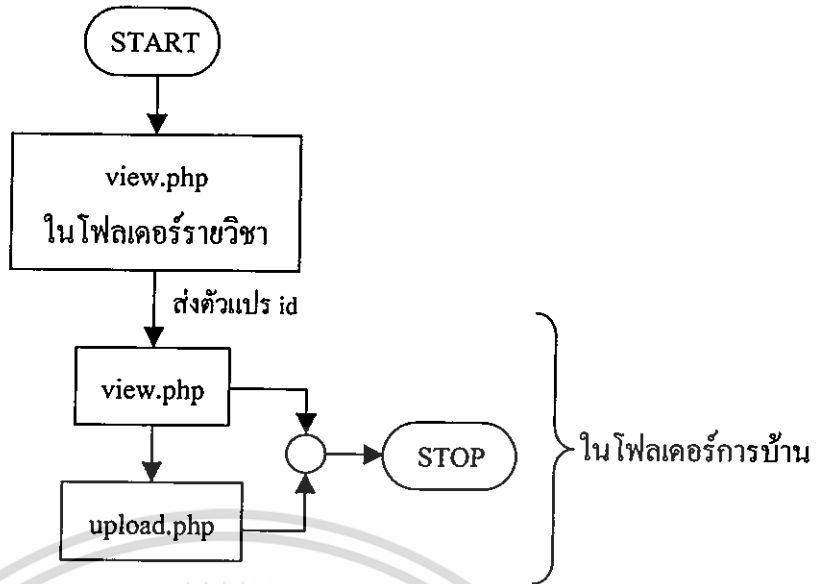 START
view.php
ในโฟลเดอร์รายวิชา
ส่งตัวแปร id
view.php
STOP
ในโฟลเดอร์การบ้าน
upload.php